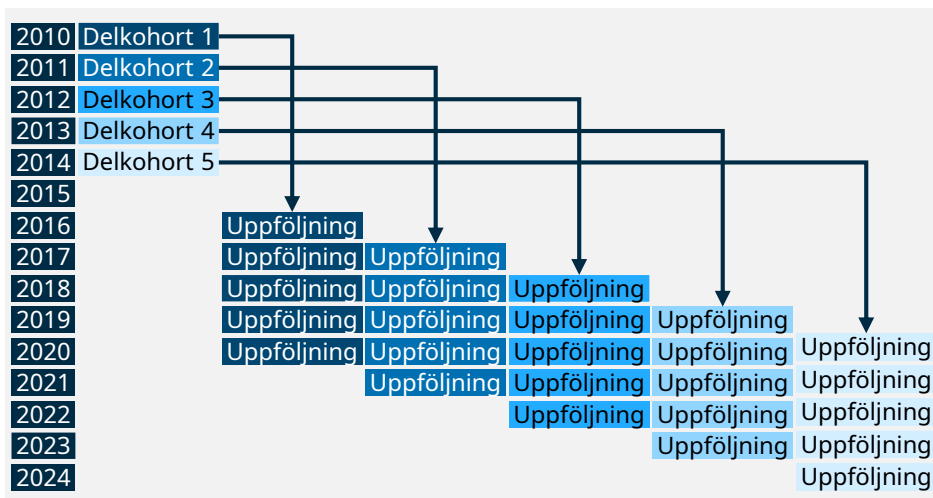 2010 Delkohort 1
2011 Delkohort 2
2012 Delkohort 3
2013 Delkohort 4
2014 Delkohort 5
2015
2016 Uppföljning
2017 Uppföljning Uppföljning
2018 Uppföljning Uppföljning Uppföljning
2019 Uppföljning Uppföljning Uppföljning Uppföljning
2020 Uppföljning Uppföljning Uppföljning Uppföljning Uppföljning
2021 Uppföljning Uppföljning Uppföljning Uppföljning
2022 Uppföljning Uppföljning Uppföljning
2023 Uppföljning Uppföljning
2024 Uppföljning